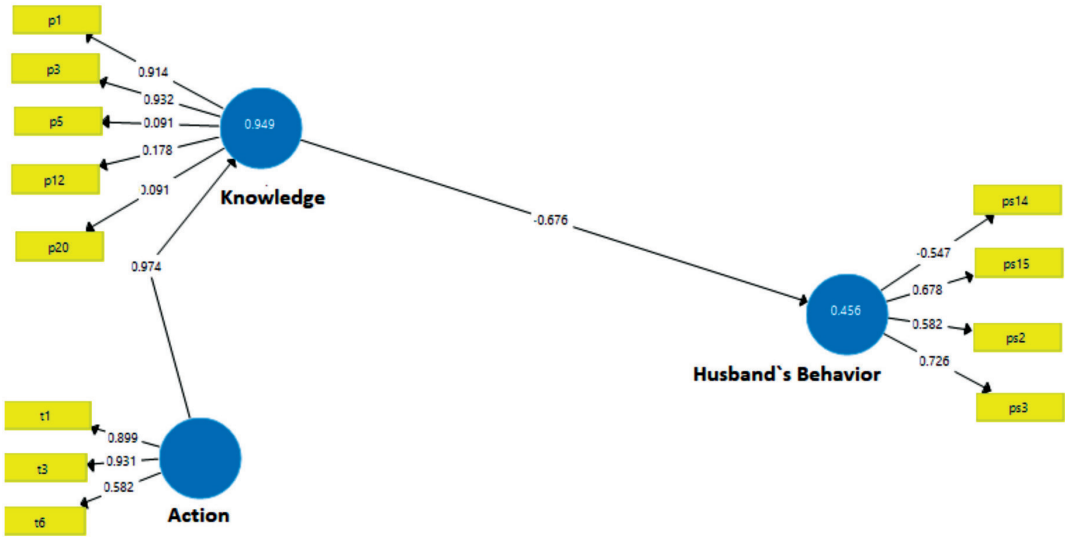 p1
0.914
p3
0.932
p5
0.091
0.949
p12
0.178
Knowledge
0.091
p20
0.974
-0.676
ps14
-0.547
ps15
0.678
0.456
0.582
ps2
Husband`s Behavior
0.726
ps3
t1
0.899
t3
0.931
0.582
t6
Action